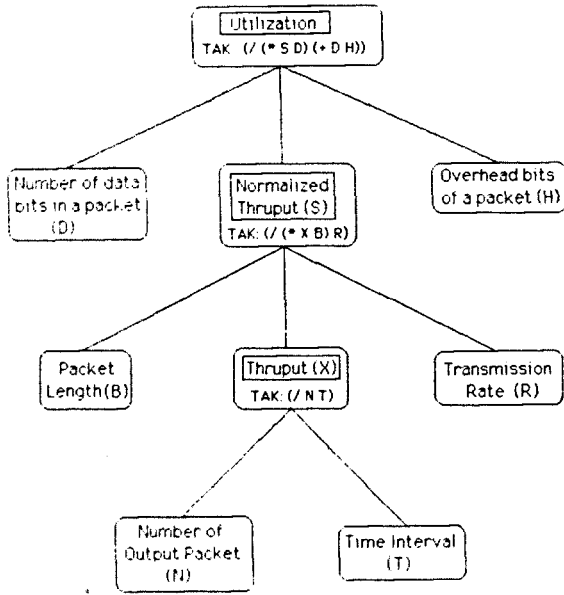 Utilization
TAK: (/ (* S D) (+ D H))
Number of data
bits in a packet
(D)
Normalized
Thruput (S)
TAK: (/ (* X B) R)
Overhead bits
of a packet (H)
Packet
Length(B)
Thruput (X)
TAK: (/ N T)
Transmission
Rate (R)
Number of
Output Packet
(N)
Time Interval
(T)